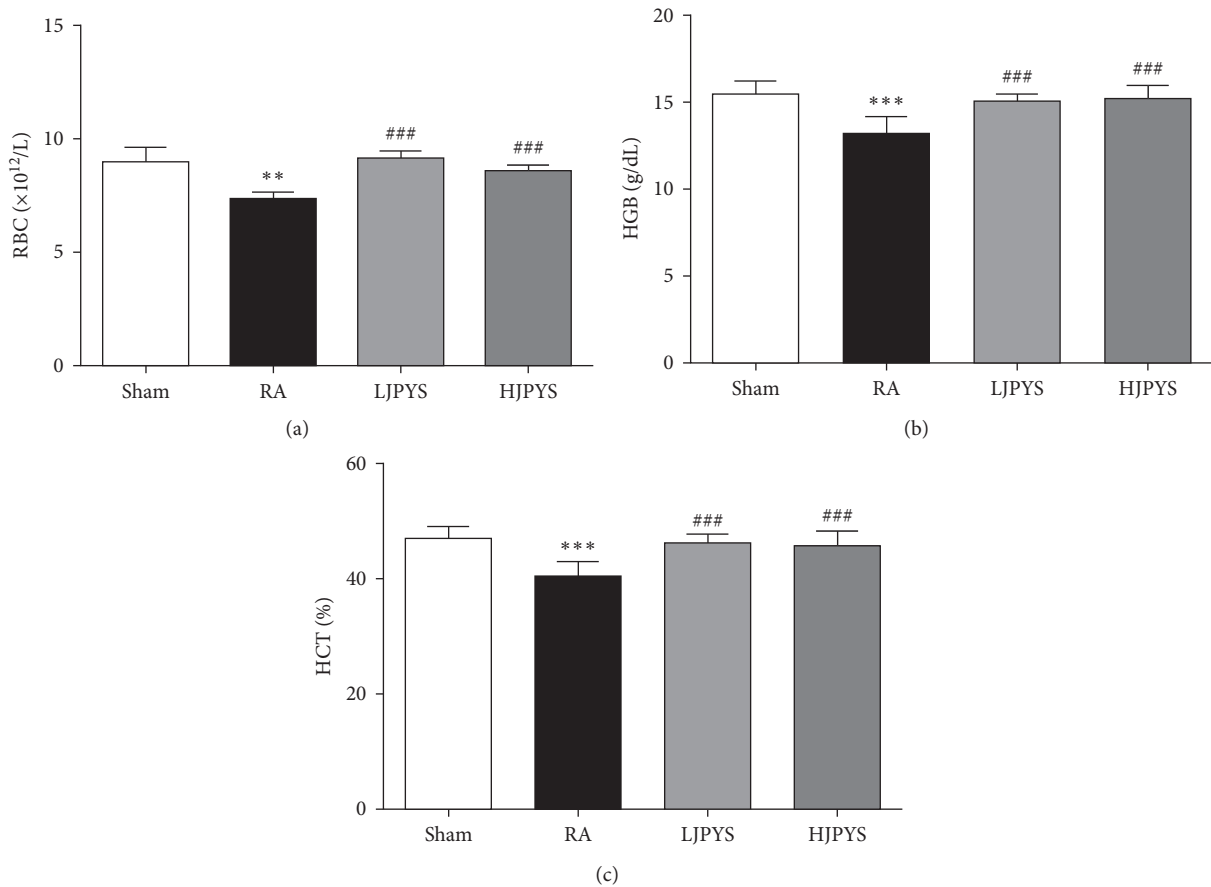 15
10
5
0
RBC (×10¹²/L)
**
###
###
Sham
RA
LJPYS
HJPYS
(a)
20
15
10
5
0
HGB (g/dL)
***
###
###
Sham
RA
LJPYS
HJPYS
(b)
60
40
20
0
HCT (%)
***
###
###
Sham
RA
LJPYS
HJPYS
(c)